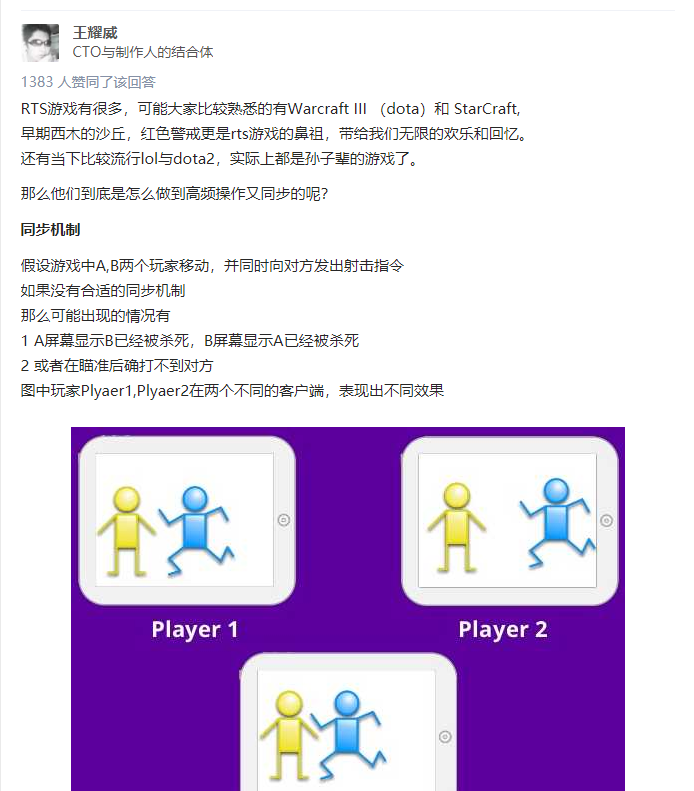 王耀威
CTO与制作人的结合体
1383 人赞同了该回答
RTS游戏有很多，可能大家比较熟悉的有Warcraft III （dota）和 StarCraft,
早期西木的沙丘，红色警戒更是rts游戏的鼻祖，带给我们无限的欢乐和回忆。
还有当下比较流行lol与dota2，实际上都是孙子辈的游戏了。
那么他们到底是怎么做到高频操作又同步的呢？
同步机制
假设游戏中A,B两个玩家移动，并同时向对方发出射击指令
如果没有合适的同步机制
那么可能出现的情况有
1 A屏幕显示B已经被杀死，B屏幕显示A已经被杀死
2 或者在瞄准后确打不到对方
图中玩家Plyaer1,Plyaer2在两个不同的客户端，表现出不同效果
Player 1
Player 2